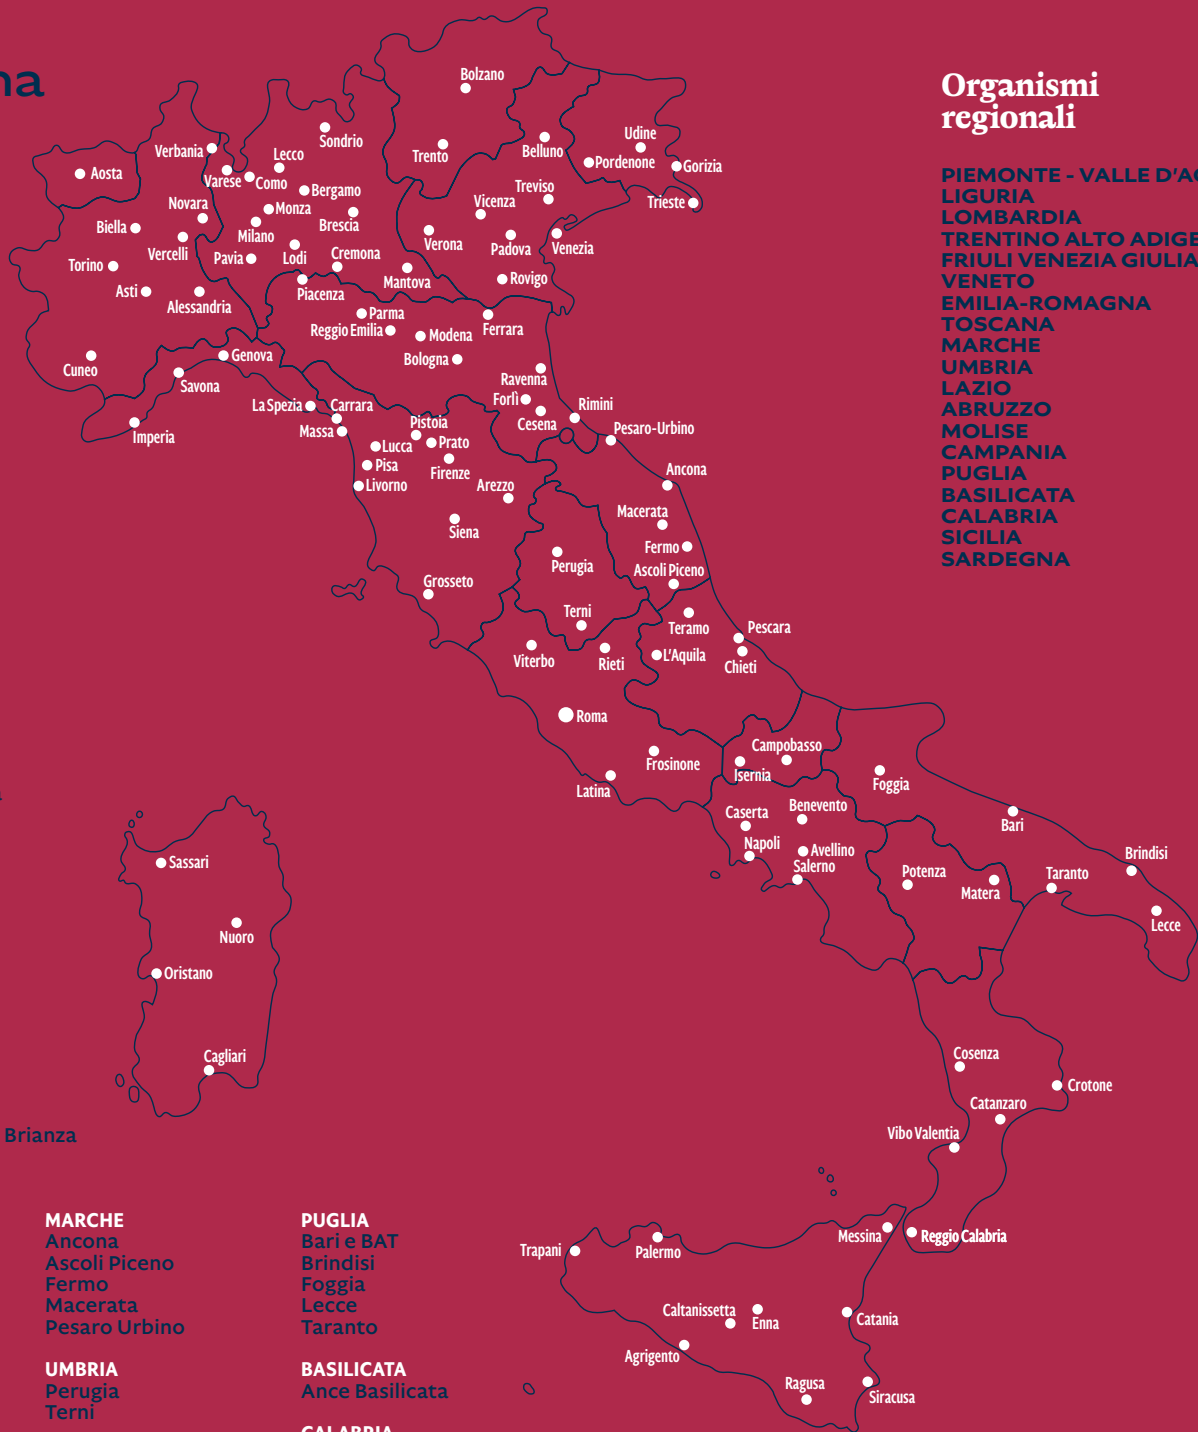 na
Organismi
regionali
PIEMONTE - VALLE D'AO
LIGURIA
LOMBARDIA
TRENTINO ALTO ADIGE
FRIULI VENEZIA GIULIA
VENETO
EMILIA-ROMAGNA
TOSCANA
MARCHE
UMBRIA
LAZIO
ABRUZZO
MOLISE
CAMPANIA
PUGLIA
BASILICATA
CALABRIA
SICILIA
SARDEGNA
Bolzano
Sondrio
Trento
Belluno
Udine
Pordenone
Gorizia
Trieste
Verbania
Lecco
Varese
Como
Aosta
Bergamo
Treviso
Vicenza
Novara
Monza
Brescia
Biella
Milano
Verona
Padova
Venezia
Vercelli
Pavia
Lodi
Cremona
Torino
Mantova
Rovigo
Asti
Piacenza
Alessandria
Parma
Reggio Emilia
Modena
Ferrara
Genova
Bologna
Cuneo
Savona
Ravenna
Forlì
La Spezia
Carrara
Rimini
Imperia
Massa
Pistoia
Cesena
Pesaro-Urbino
Lucca
Prato
Pisa
Firenze
Ancona
Livorno
Arezzo
Macerata
Siena
Fermo
Perugia
Ascoli Piceno
Grosseto
Terni
Teramo
Pescara
Viterbo
Rieti
L'Aquila
Chieti
Roma
Campobasso
Frosinone
Isernia
Latina
Foggia
Caserta
Benevento
Bari
Napoli
Avellino
Salerno
Brindisi
Potenza
Taranto
Matera
Lecce
Sassari
Nuoro
Oristano
Cagliari
Cosenza
Crotone
Catanzaro
Vibo Valentia
Messina
Reggio Calabria
Trapani
Palermo
Caltanissetta
Enna
Catania
Agrigento
Ragusa
Siracusa
Brianza
MARCHE
Ancona
Ascoli Piceno
Fermo
Macerata
Pesaro Urbino
UMBRIA
Perugia
Terni
PUGLIA
Bari e BAT
Brindisi
Foggia
Lecce
Taranto
BASILICATA
Ance Basilicata
CALABRIA